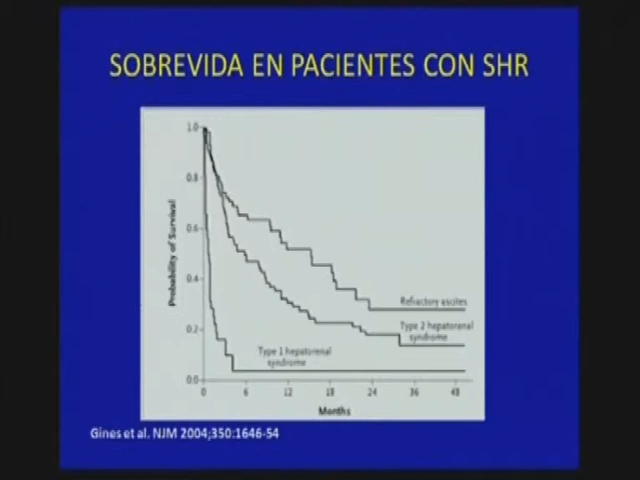 SOBREVIDA EN PACIENTES CON SHR
1.0
0.8
0.6
0.4
0.2
0.0
Probability of Survival
Refractory ascites
Type 2 hepatorenal
syndrome
Type 1 hepatorenal
syndrome
0 6 12 18 24 36 48
Months
Gines et al. NJM 2004;350:1646-54